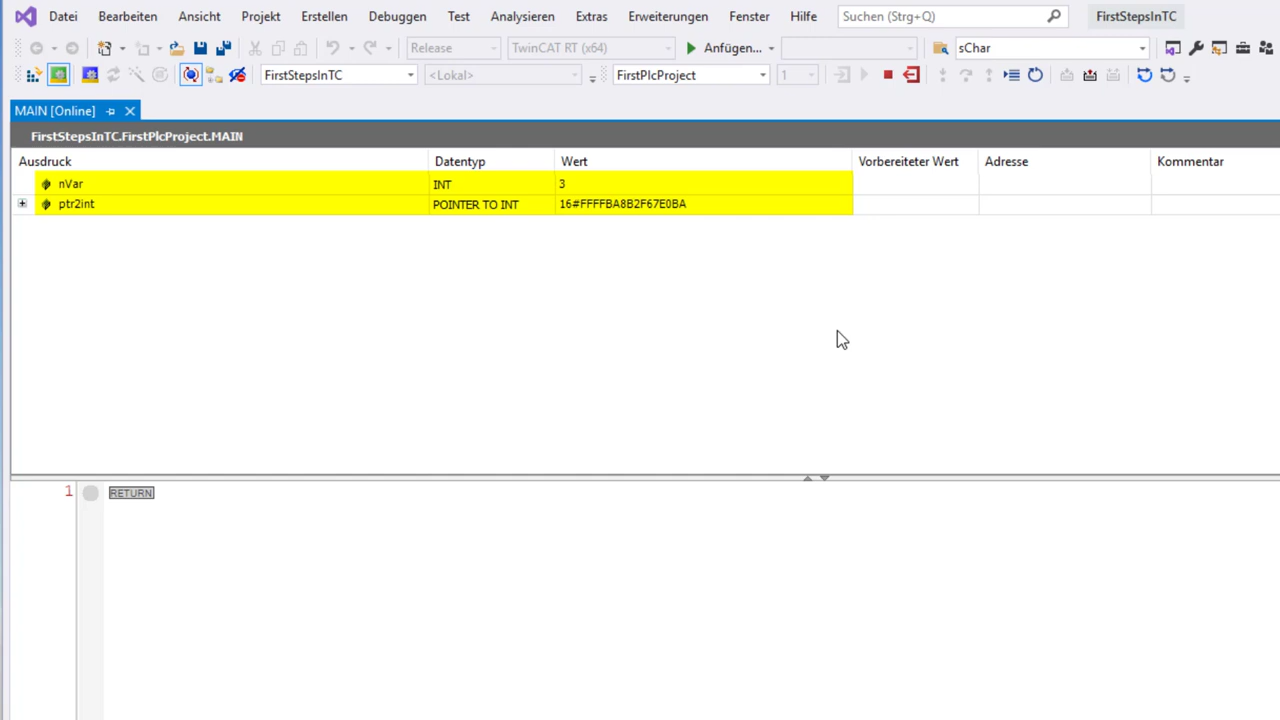 Datei Bearbeiten Ansicht Projekt Erstellen Debuggen Test Analysieren Extras Erweiterungen Fenster Hilfe Suchen (Strg+Q) FirstStepsInTC
Release TwinCAT RT (x64) Anfügen... sChar
FirstStepsInTC <Lokal> FirstPlcProject 1
MAIN [Online]
FirstStepsInTC.FirstPlcProject.MAIN
Ausdruck Datentyp Wert Vorbereiteter Wert Adresse Kommentar
nVar INT 3
ptr2int POINTER TO INT 16#FFFFBA8B2F67E0BA
1 RETURN